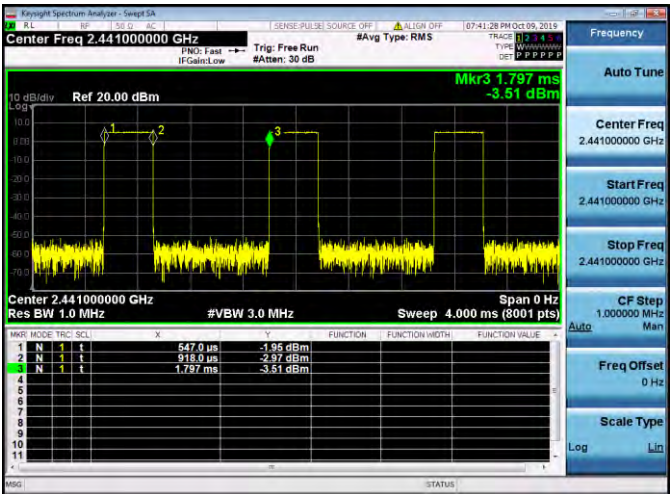 Keysight Spectrum Analyzer - Swept SA
RL RF 50 Ω AC SENSE:PULSE SOURCE OFF ALIGN OFF 07:41:28 PM Oct 09, 2019
Center Freq 2.441000000 GHz #Avg Type: RMS TRACE 1 2 3 4 5 6
PNO: Fast Trig: Free Run TYPE W
IFGain:Low #Atten: 30 dB DET P P P P P P
Mkr3 1.797 ms
-3.51 dBm
10 dB/div Ref 20.00 dBm
Log
10.0
0.00
-10.0
-20.0
-30.0
-40.0
-50.0
-60.0
-70.0
1 2 3
Center 2.441000000 GHz Span 0 Hz
Res BW 1.0 MHz #VBW 3.0 MHz Sweep 4.000 ms (8001 pts)
MKR MODE TRC SCL X Y FUNCTION FUNCTION WIDTH FUNCTION VALUE
1 N 1 t 547.0 µs -1.95 dBm
2 N 1 t 918.0 µs -2.97 dBm
3 N 1 t 1.797 ms -3.51 dBm
4
5
6
7
8
9
10
11
MSG STATUS
Frequency
Auto Tune
Center Freq
2.441000000 GHz
Start Freq
2.441000000 GHz
Stop Freq
2.441000000 GHz
CF Step
1.000000 MHz
Auto Man
Freq Offset
0 Hz
Scale Type
Log Lin